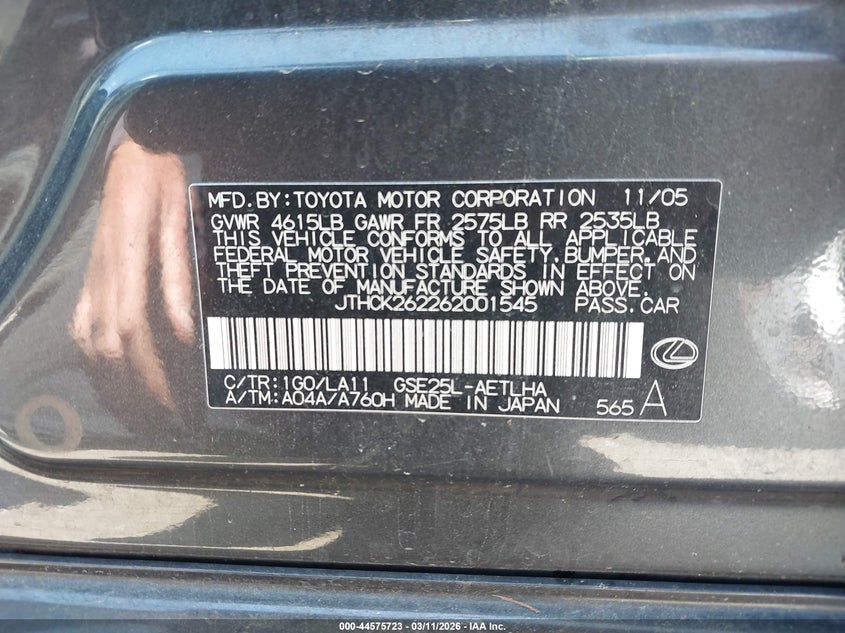 MFD.BY:TOYOTA MOTOR CORPORATION 11/05
GVWR 4615LB GAWR FR 2575LB RR 2535LB
THIS VEHICLE CONFORMS TO ALL APPLICABLE
FEDERAL MOTOR VEHICLE SAFETY,BUMPER,AND
THEFT PREVENTION STANDARDS IN EFFECT ON
THE DATE OF MANUFACTURE SHOWN ABOVE.
JTHCK262262001545 PASS.CAR
C/TR:1G0/LA11 GSE25L-AETLHA
A/TM:A04A/A760H MADE IN JAPAN 565 A
000-44575723 - 03/11/2026 - IAA Inc.